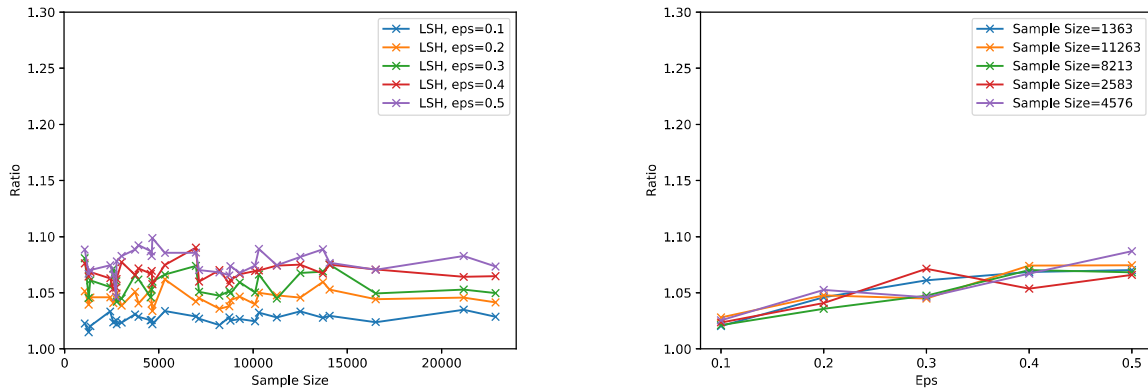 1.30
1.25
1.20
1.15
1.10
1.05
1.00
Ratio
0
5000
10000
15000
20000
Sample Size
LSH, eps=0.1
LSH, eps=0.2
LSH, eps=0.3
LSH, eps=0.4
LSH, eps=0.5
1.30
1.25
1.20
1.15
1.10
1.05
1.00
Ratio
0.1
0.2
0.3
0.4
0.5
Eps
Sample Size=1363
Sample Size=11263
Sample Size=8213
Sample Size=2583
Sample Size=4576